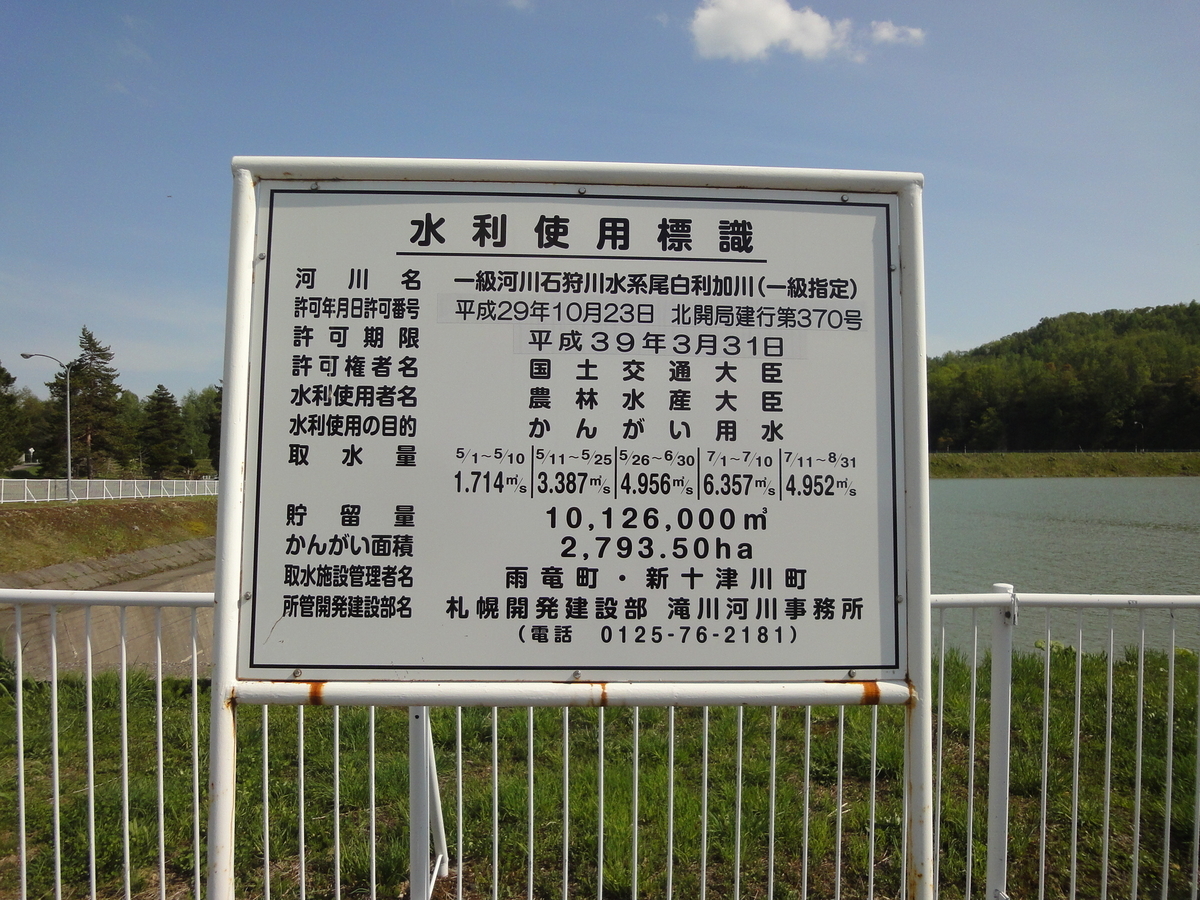 水利使用標識
河川名 一級河川石狩川水系尾白利加川(一級指定)
許可年月日許可番号 平成29年10月23日 北開局建行第370号
許可期限 平成39年3月31日
許可権者名 国土交通大臣
水利使用者名 農林水産大臣
水利使用の目的 かんがい用水
取水量 5/1~5/10 5/11~5/25 5/26~6/30 7/1~7/10 7/11~8/31
1.714㎥/s 3.387㎥/s 4.956㎥/s 6.357㎥/s 4.952㎥/s
貯留量 10,126,000㎥
かんがい面積 2,793.50ha
取水施設管理者名 雨竜町・新十津川町
所管開発建設部名 札幌開発建設部 滝川河川事務所
(電話 0125-76-2181)